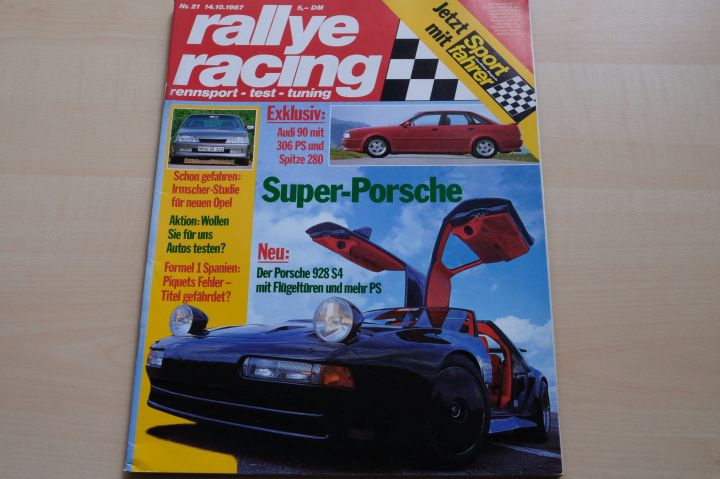 Nr. 21 14.10.1987 5,– DM
rallye
racing
rennsport - test - tuning
Jetzt Sport
mit fahrer
Exklusiv:
Audi 90 mit
306 PS und
Spitze 280
Schon gefahren:
Irmscher-Studie
für neuen Opel
Aktion: Wollen
Sie für uns
Autos testen?
Formel 1 Spanien:
Piquets Fehler –
Titel gefährdet?
Super-Porsche
Neu:
Der Porsche 928 S4
mit Flügeltüren und mehr PS